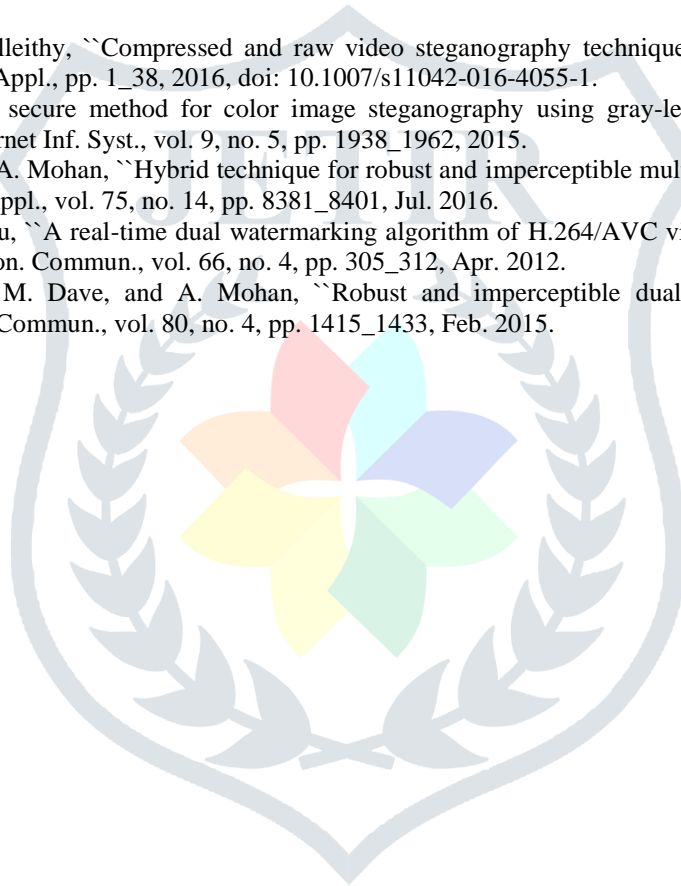 lleithy, ``Compressed and raw video steganography technique
Appl., pp. 1_38, 2016, doi: 10.1007/s11042-016-4055-1.
secure method for color image steganography using gray-le
rnet Inf. Syst., vol. 9, no. 5, pp. 1938_1962, 2015.
A. Mohan, ``Hybrid technique for robust and imperceptible mul
ppl., vol. 75, no. 14, pp. 8381_8401, Jul. 2016.
u, ``A real-time dual watermarking algorithm of H.264/AVC vi
on. Commun., vol. 66, no. 4, pp. 305_312, Apr. 2012.
M. Dave, and A. Mohan, ``Robust and imperceptible dual
Commun., vol. 80, no. 4, pp. 1415_1433, Feb. 2015.
JETIR